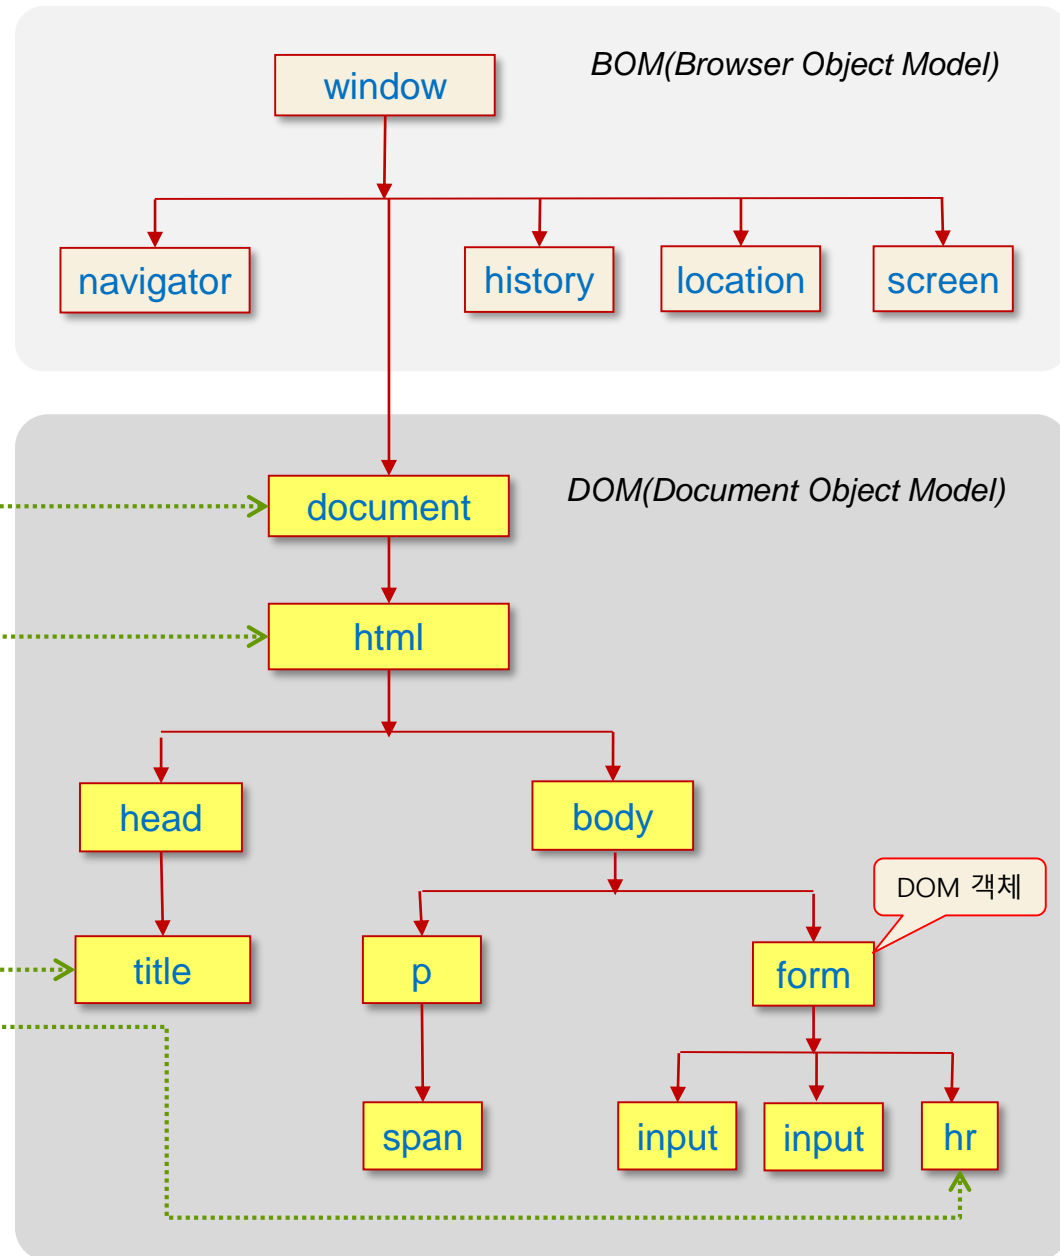 BOM(Browser Object Model)
window
navigator
history
location
screen
DOM(Document Object Model)
document
html
head
body
DOM 객체
title
p
form
span
input
input
hr